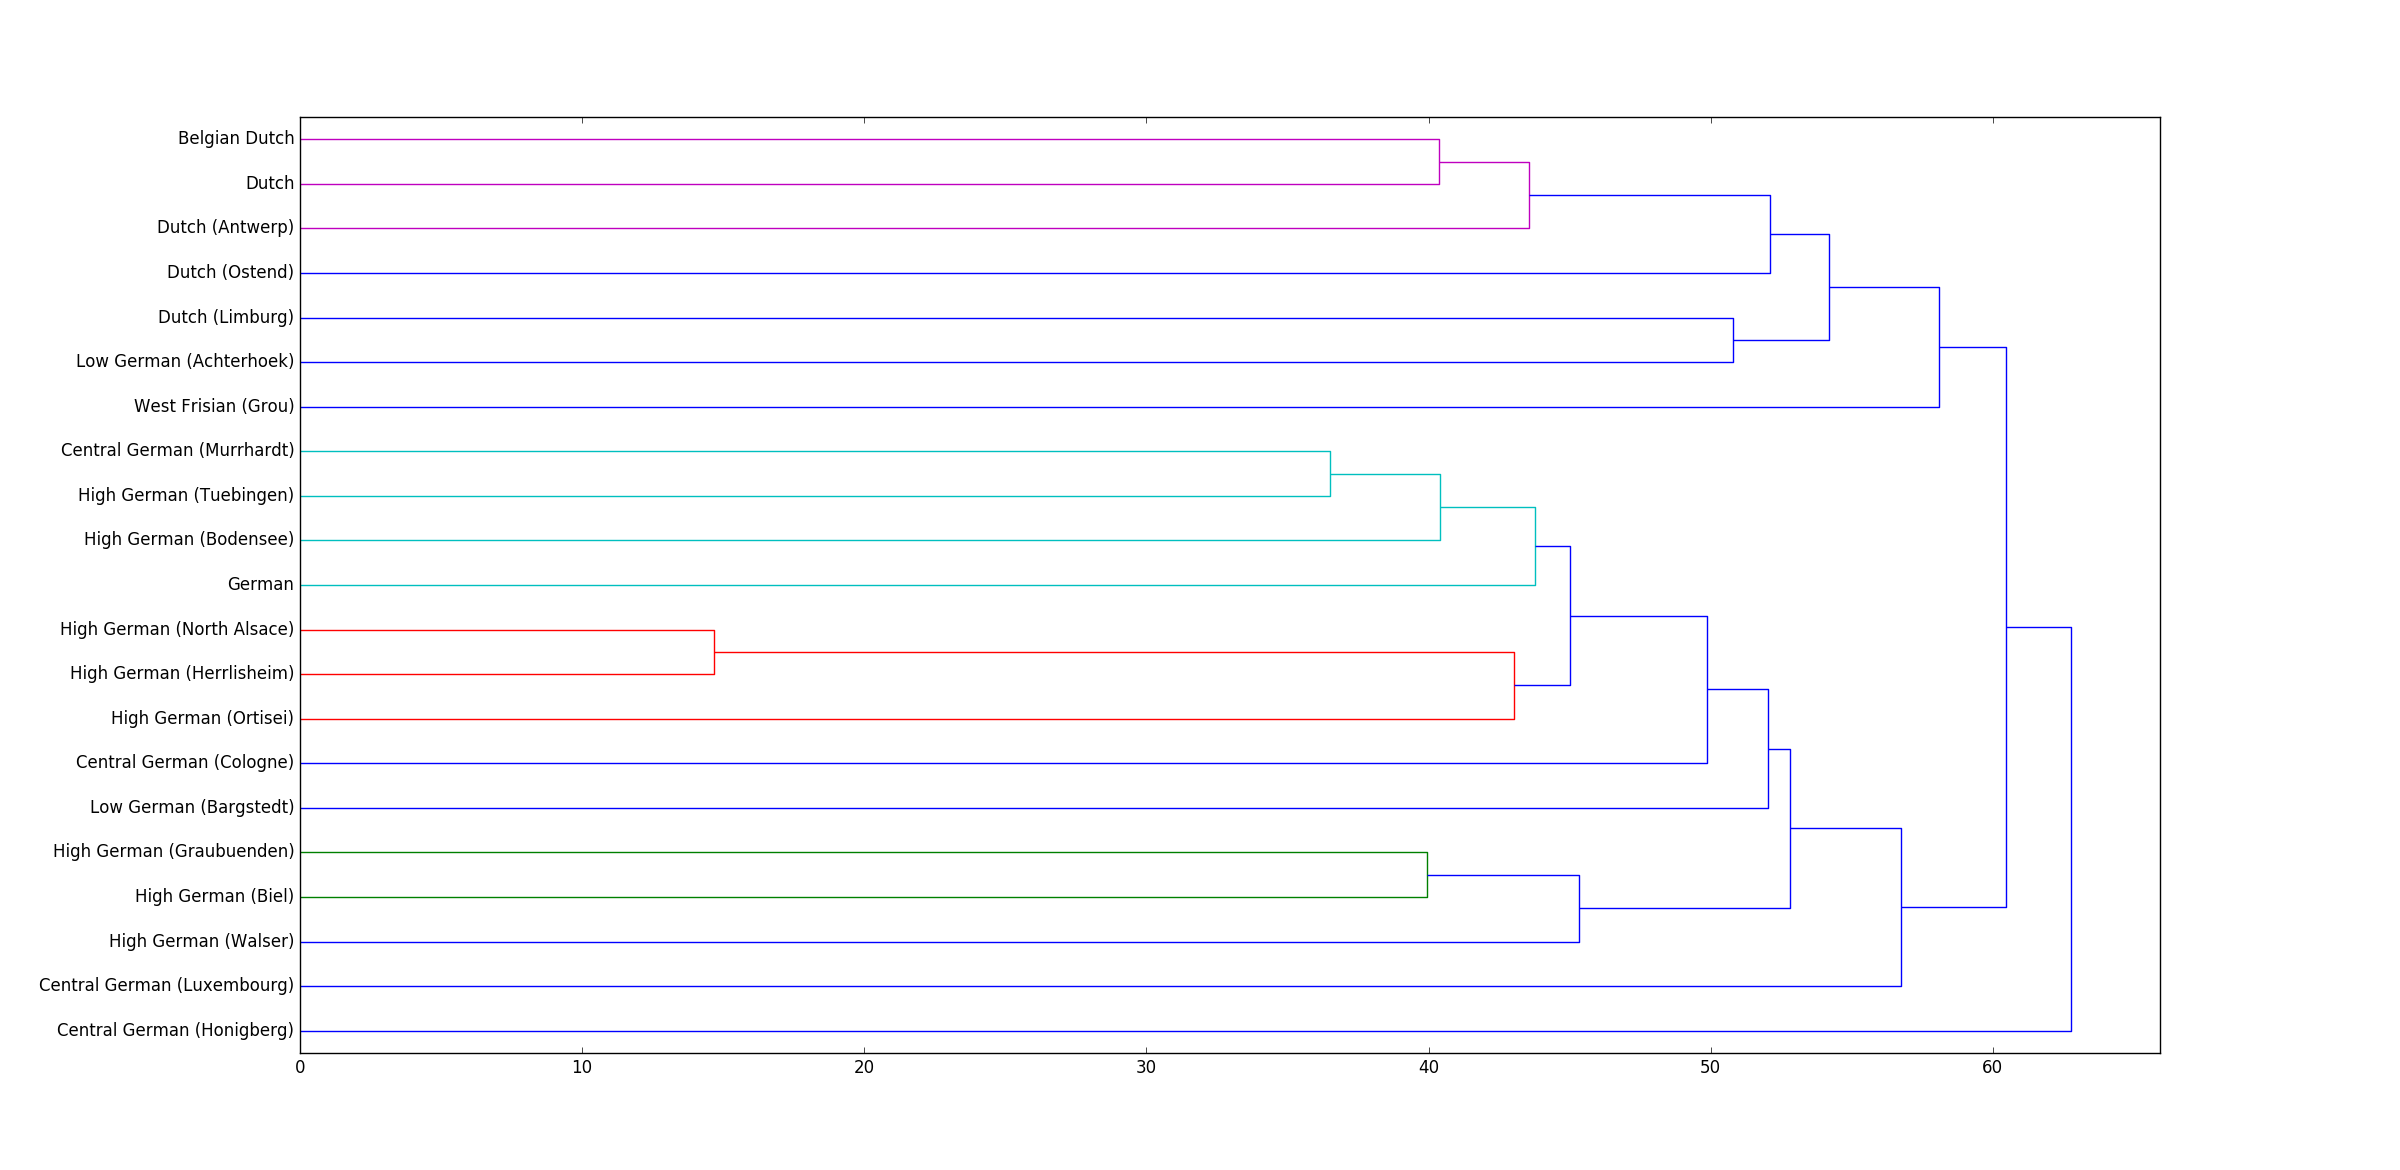 Belgian Dutch
Dutch
Dutch (Antwerp)
Dutch (Ostend)
Dutch (Limburg)
Low German (Achterhoek)
West Frisian (Grou)
Central German (Murrhardt)
High German (Tuebingen)
High German (Bodensee)
German
High German (North Alsace)
High German (Herrlisheim)
High German (Ortisei)
Central German (Cologne)
Low German (Bargstedt)
High German (Graubuenden)
High German (Biel)
High German (Walser)
Central German (Luxembourg)
Central German (Honigberg)
0 10 20 30 40 50 60